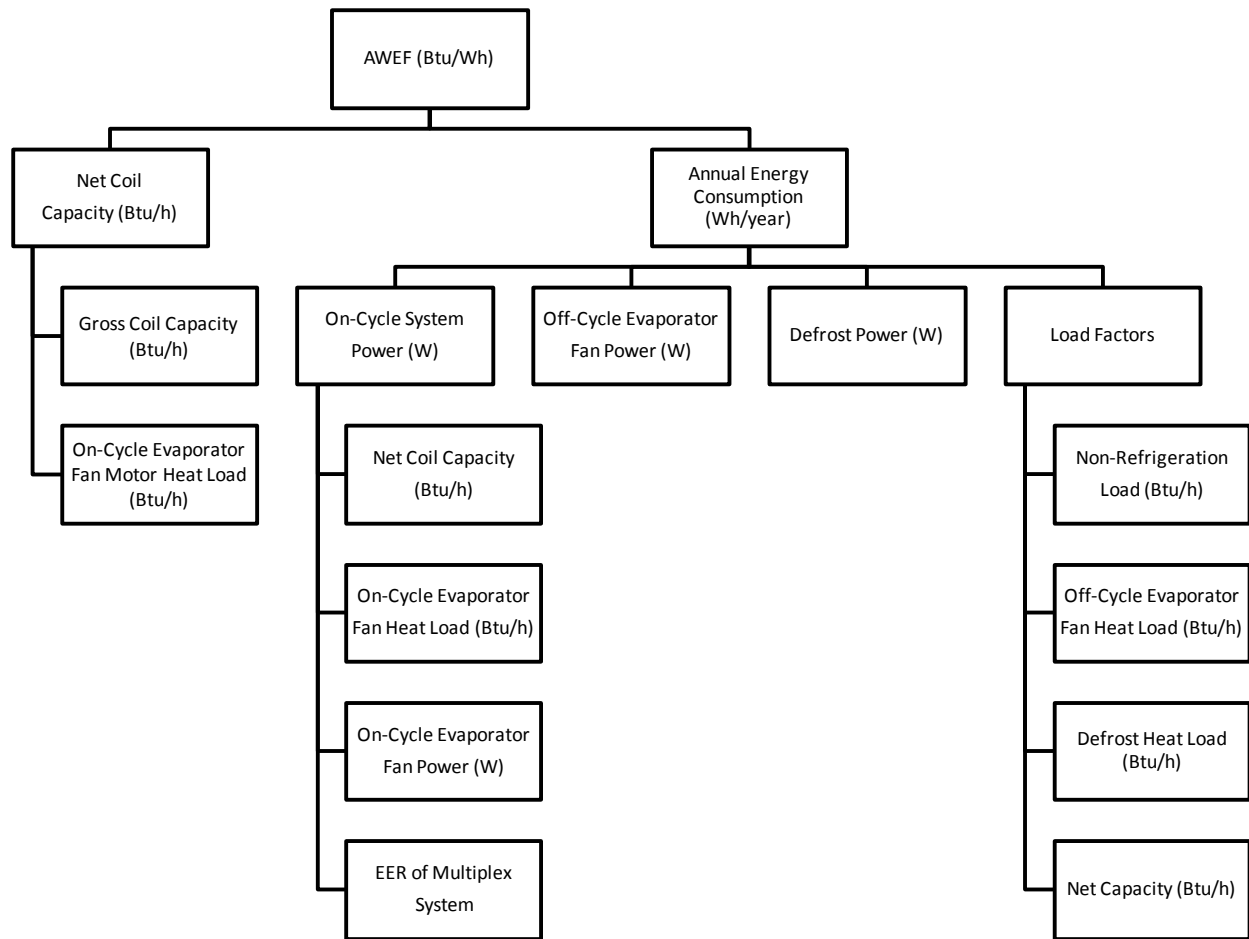 AWEF (Btu/Wh)
Net Coil
Capacity (Btu/h)
Annual Energy
Consumption
(Wh/year)
Gross Coil Capacity
(Btu/h)
On-Cycle Evaporator
Fan Motor Heat Load
(Btu/h)
On-Cycle System
Power (W)
Off-Cycle Evaporator
Fan Power (W)
Defrost Power (W)
Load Factors
Net Coil Capacity
(Btu/h)
On-Cycle Evaporator
Fan Heat Load (Btu/h)
On-Cycle Evaporator
Fan Power (W)
EER of Multiplex
System
Non-Refrigeration
Load (Btu/h)
Off-Cycle Evaporator
Fan Heat Load (Btu/h)
Defrost Heat Load
(Btu/h)
Net Capacity (Btu/h)